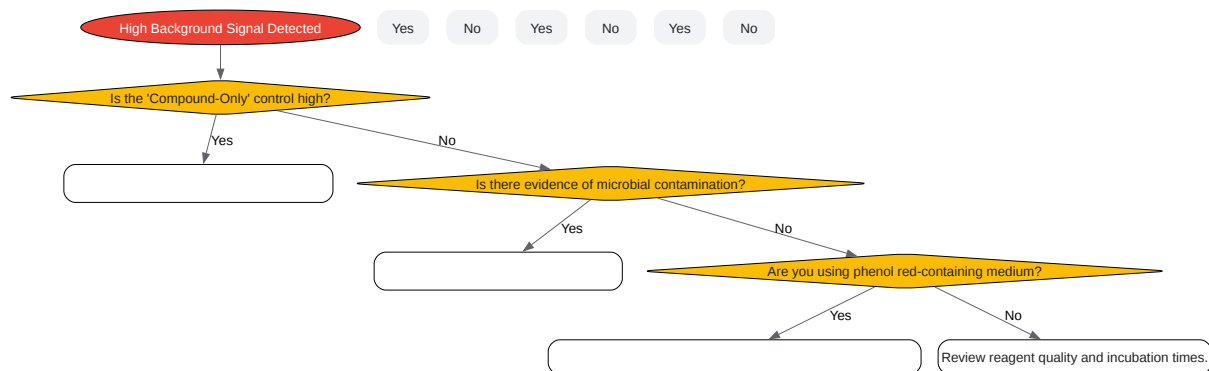 High Background Signal Detected
Yes
No
Yes
No
Yes
No
Is the 'Compound-Only' control high?
Yes
No
Is there evidence of microbial contamination?
Yes
No
Are you using phenol red-containing medium?
Yes
No
Review reagent quality and incubation times.